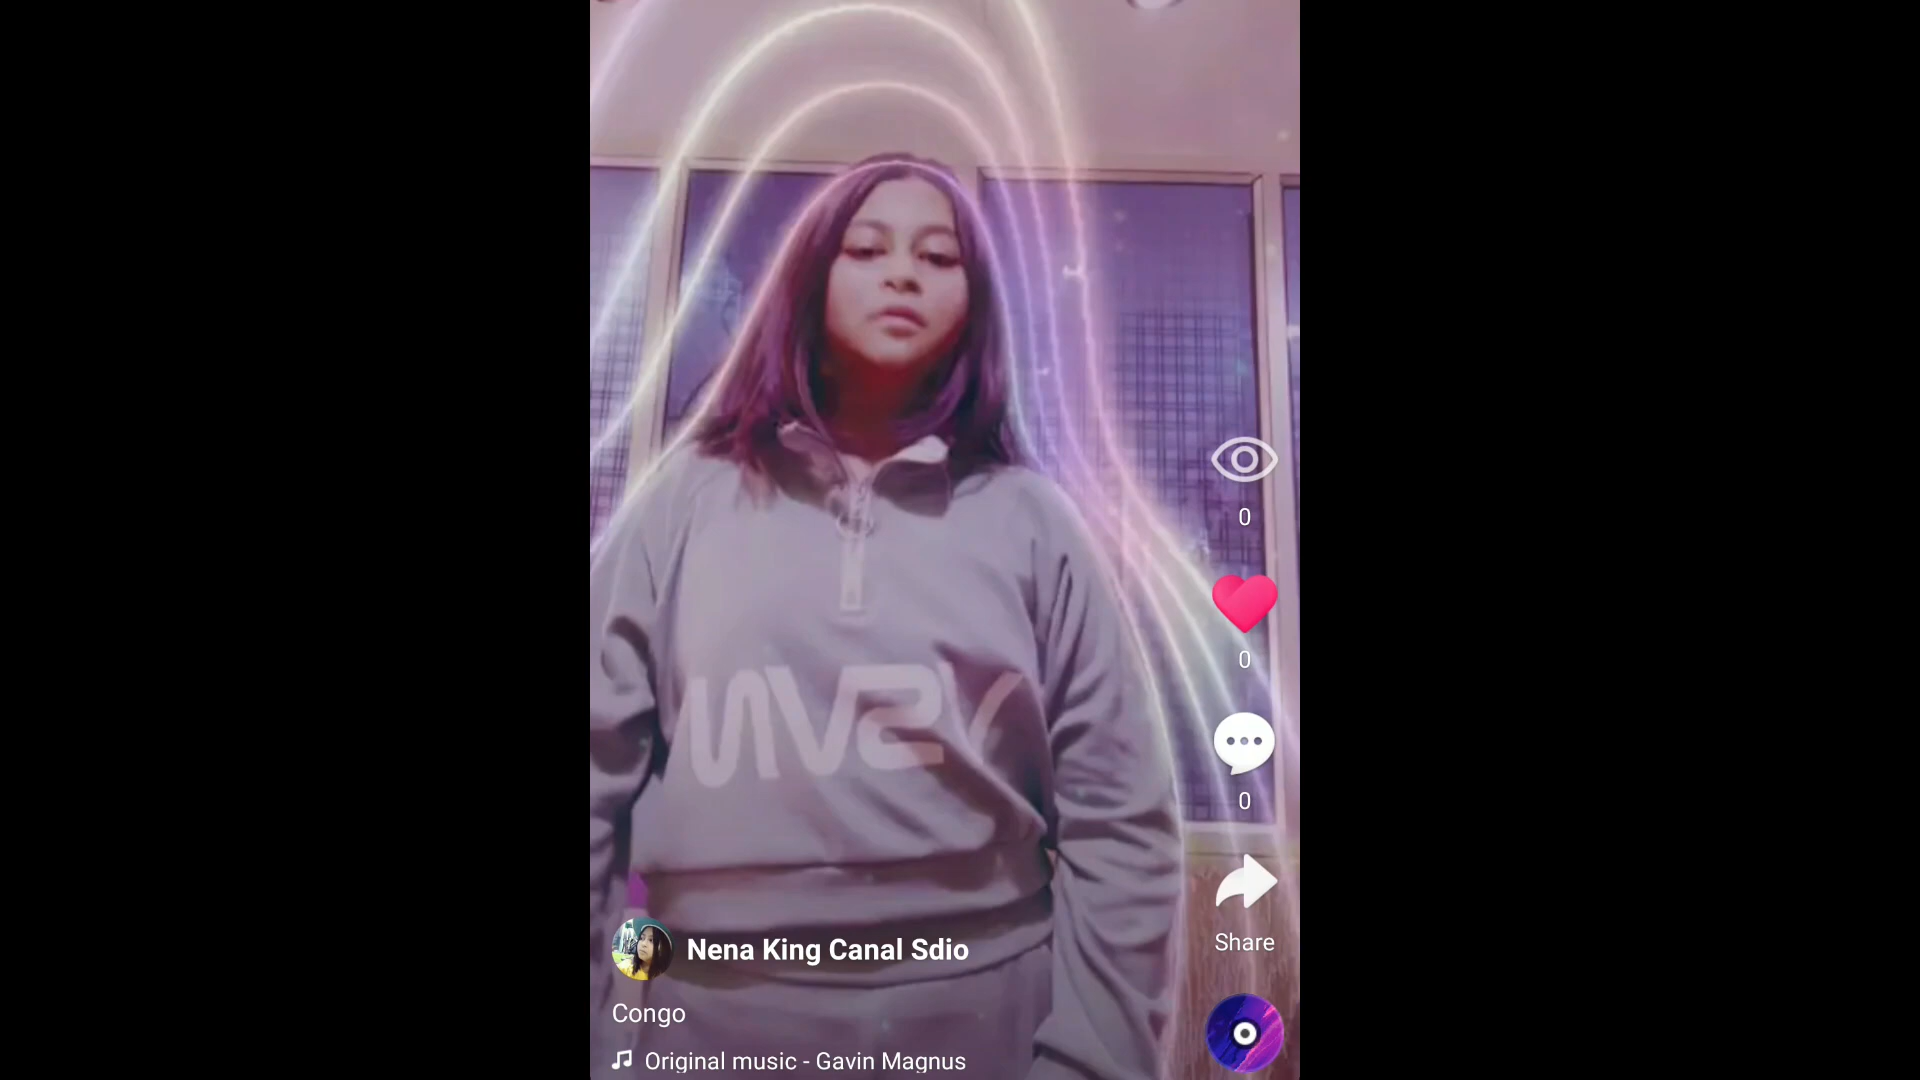 0
0
0
Share
Nena King Canal Sdio
Congo
Original music - Gavin Magnus